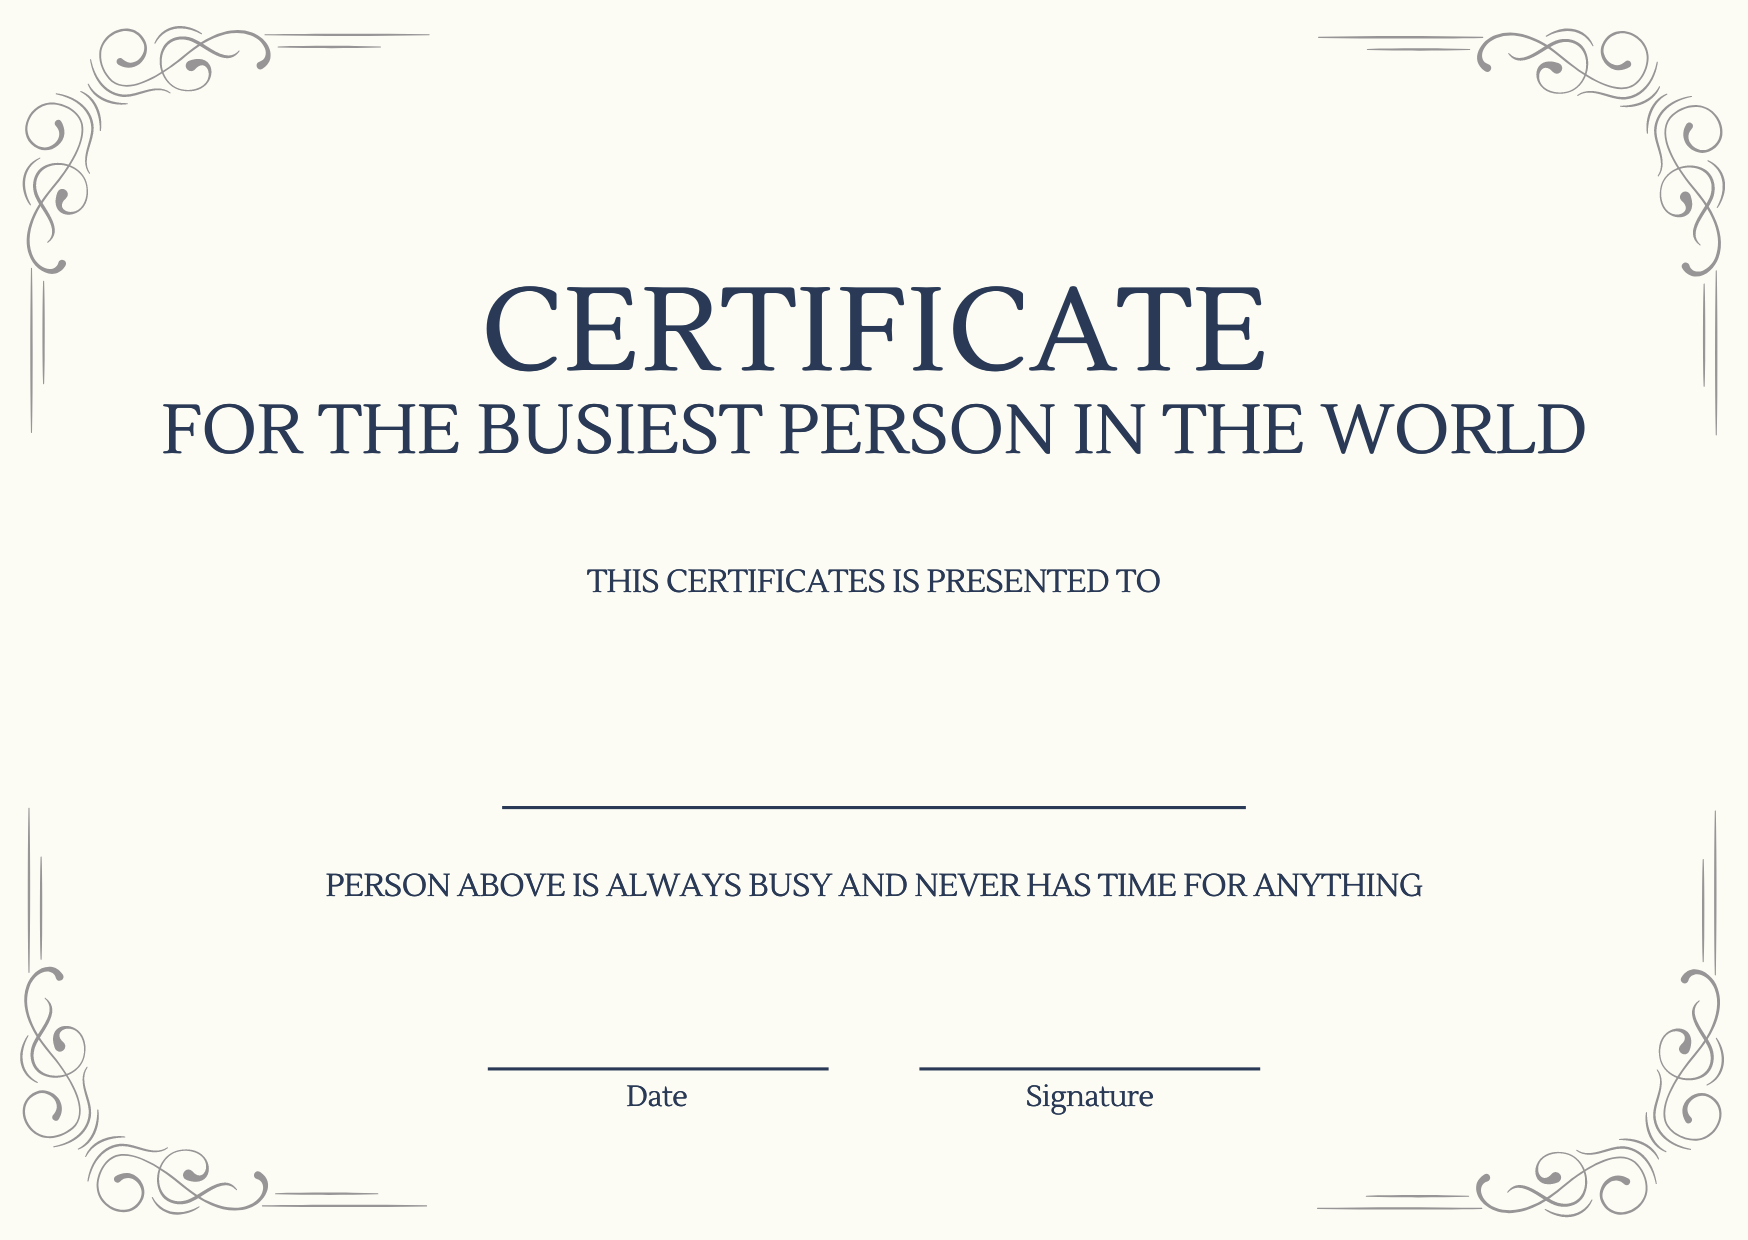 CERTIFICATE
FOR THE BUSIEST PERSON IN THE WORLD
THIS CERTIFICATES IS PRESENTED TO
PERSON ABOVE IS ALWAYS BUSY AND NEVER HAS TIME FOR ANYTHING
Date
Signature